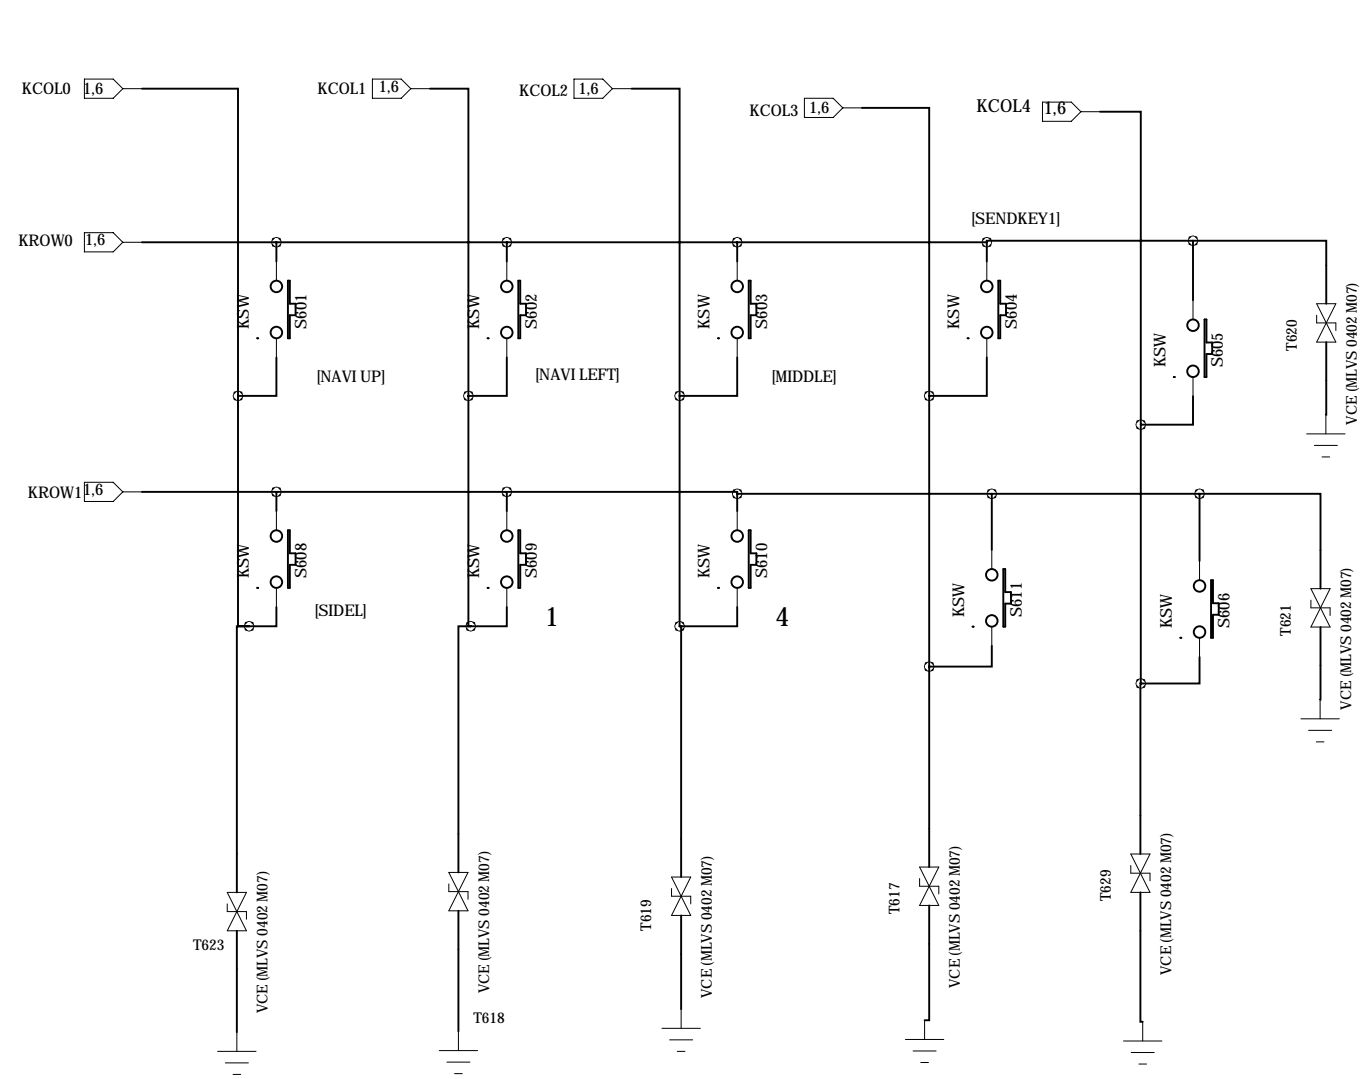 KCOL0 1,6
KCOL1 1,6
KCOL2 1,6
KCOL3 1,6
KCOL4 1,6
KROW0 1,6
[SENDKEY1]
KSW S601
KSW S602
KSW S603
KSW S604
KSW S605
T620
VCE (MLVS 0402 M07)
[NAVI UP]
[NAVI LEFT]
[MIDDLE]
KROW1 1,6
KSW S608
KSW S609
KSW S610
KSW S611
KSW S606
T621
VCE (MLVS 0402 M07)
[SIDEL]
1
4
T623
VCE (MLVS 0402 M07)
VCE (MLVS 0402 M07)
T618
T619
VCE (MLVS 0402 M07)
T617
VCE (MLVS 0402 M07)
T629
VCE (MLVS 0402 M07)